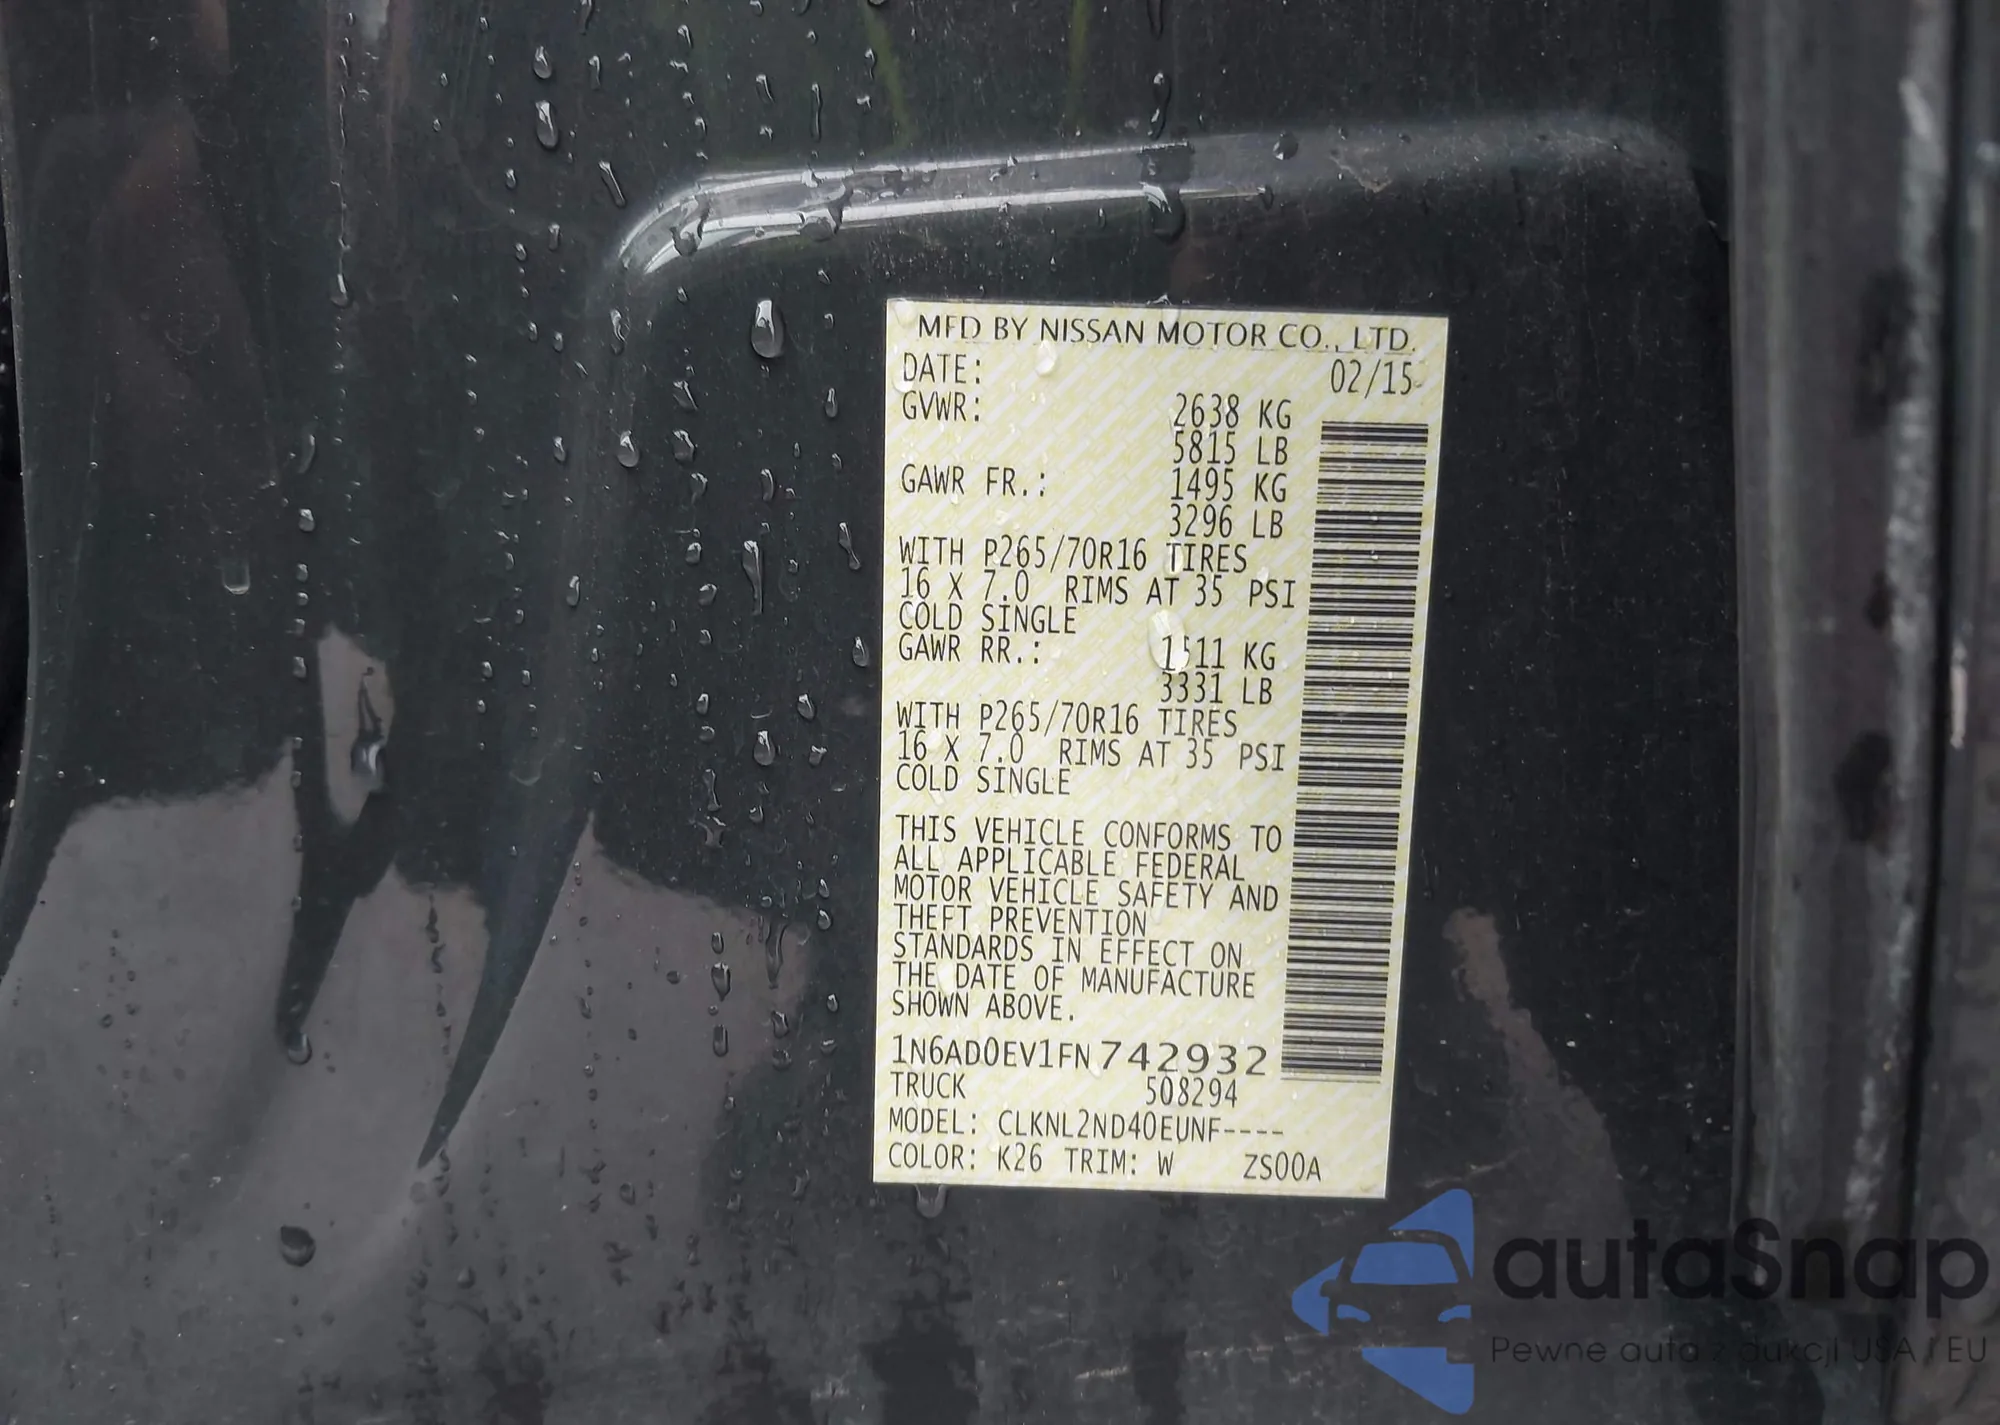 MFD BY NISSAN MOTOR CO., LTD.
DATE: 02/15
GVWR: 2638 KG
5815 LB
GAWR FR.: 1495 KG
3296 LB
WITH P265/70R16 TIRES
16 X 7.0 RIMS AT 35 PSI
COLD SINGLE
GAWR RR.: 1511 KG
3331 LB
WITH P265/70R16 TIRES
16 X 7.0 RIMS AT 35 PSI
COLD SINGLE
THIS VEHICLE CONFORMS TO
ALL APPLICABLE FEDERAL
MOTOR VEHICLE SAFETY AND
THEFT PREVENTION
STANDARDS IN EFFECT ON
THE DATE OF MANUFACTURE
SHOWN ABOVE.
1N6AD0EV1FN742932
TRUCK 508294
MODEL: CLKNL2ND40EUNF----
COLOR: K26 TRIM: W ZS00A
autaSnap
Pewne auta z aukcji USA i EU